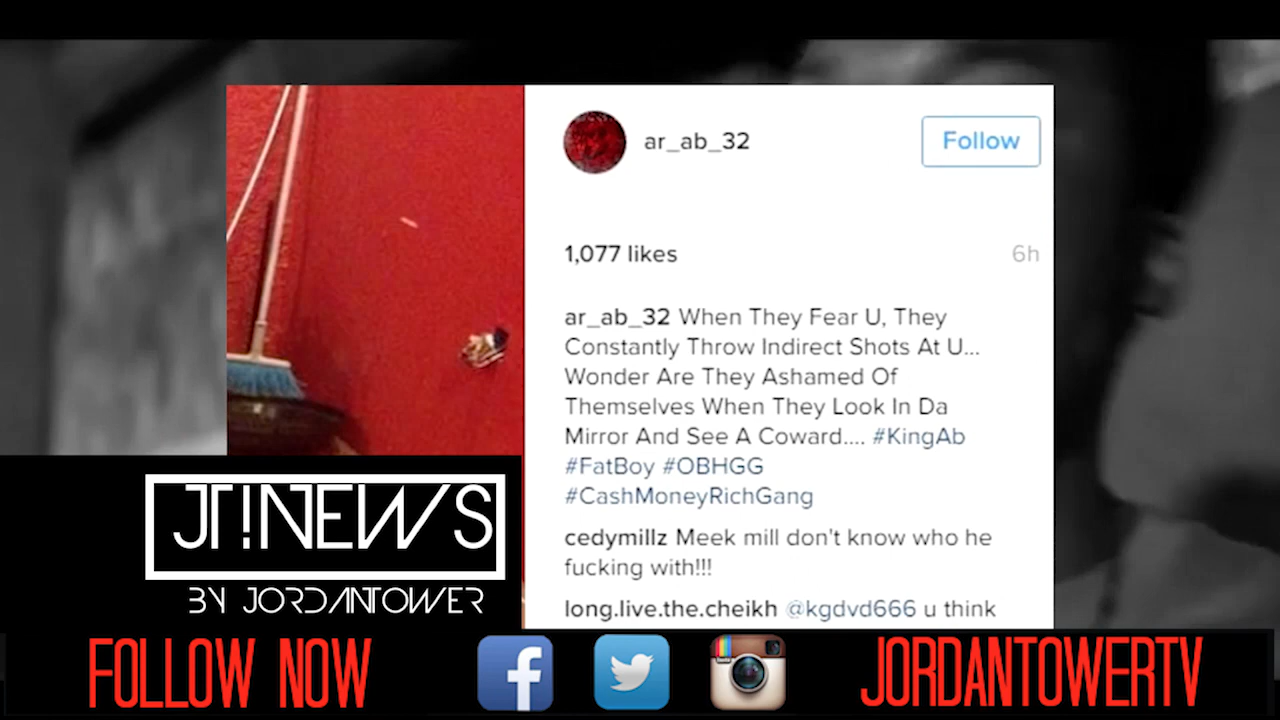 ar_ab_32
Follow
1,077 likes
6h
ar_ab_32 When They Fear U, They
Constantly Throw Indirect Shots At U...
Wonder Are They Ashamed Of
Themselves When They Look In Da
Mirror And See A Coward.... #KingAb
#FatBoy #OBHGG
#CashMoneyRichGang
cedymillz Meek mill don't know who he
fucking with!!!
long.live.the.cheikh @kgdvd666 u think
JT!NEWS
BY JORDANTOWER
FOLLOW NOW
JORDANTOWERTV